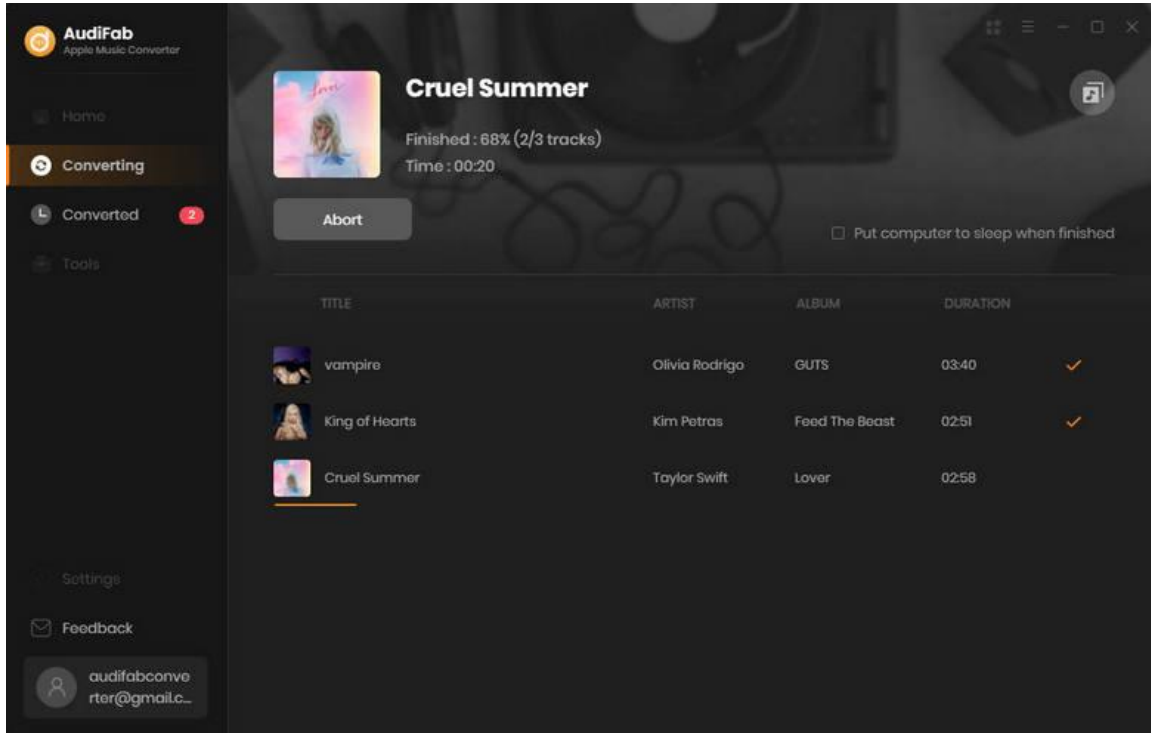 AudiFab
Apple Music Converter
Home
Converting
Converted 2
Tools
Settings
Feedback
audifabconve
rter@gmail.c...
Cruel Summer
Finished : 68% (2/3 tracks)
Time : 00:20
Abort
Put computer to sleep when finished
TITLE ARTIST ALBUM DURATION
vampire Olivia Rodrigo GUTS 03:40
King of Hearts Kim Petras Feed The Beast 02:51
Cruel Summer Taylor Swift Lover 02:58